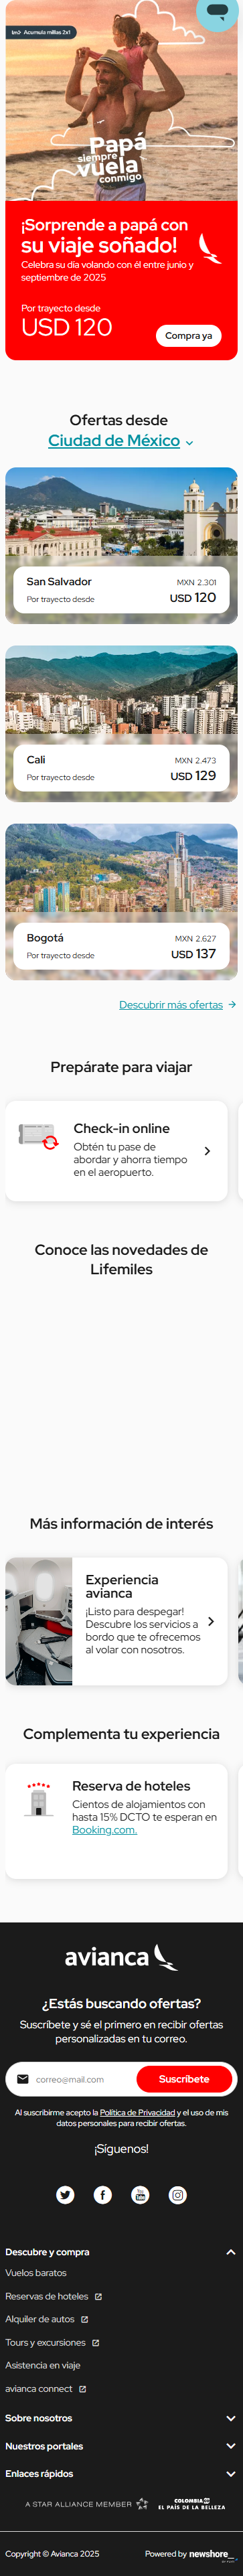 lm Acumula millas 2x1
Papá
siempre
vuela
conmigo
¡Sorprende a papá con
su viaje soñado!
Celebra su día volando con él entre junio y
septiembre de 2025
Por trayecto desde
USD 120
Compra ya
Ofertas desde
Ciudad de México
San Salvador
MXN 2.301
Por trayecto desde
USD 120
Cali
MXN 2.473
Por trayecto desde
USD 129
Bogotá
MXN 2.627
Por trayecto desde
USD 137
Descubrir más ofertas
Prepárate para viajar
Check-in online
Obtén tu pase de
abordar y ahorra tiempo
en el aeropuerto.
Conoce las novedades de
Lifemiles
Más información de interés
Experiencia
avianca
¡Listo para despegar!
Descubre los servicios a
bordo que te ofrecemos
al volar con nosotros.
Complementa tu experiencia
Reserva de hoteles
Cientos de alojamientos con
hasta 15% DCTO te esperan en
Booking.com.
avianca
¿Estás buscando ofertas?
Suscríbete y sé el primero en recibir ofertas
personalizadas en tu correo.
correo@mail.com
Suscríbete
Al suscribirme acepto la Política de Privacidad y el uso de mis
datos personales para recibir ofertas.
¡Síguenos!
Descubre y compra
Vuelos baratos
Reservas de hoteles
Alquiler de autos
Tours y excursiones
Asistencia en viaje
avianca connect
Sobre nosotros
Nuestros portales
Enlaces rápidos
A STAR ALLIANCE MEMBER
COLOMBIA
EL PAÍS DE LA BELLEZA
Copyright © Avianca 2025
Powered by newshore_